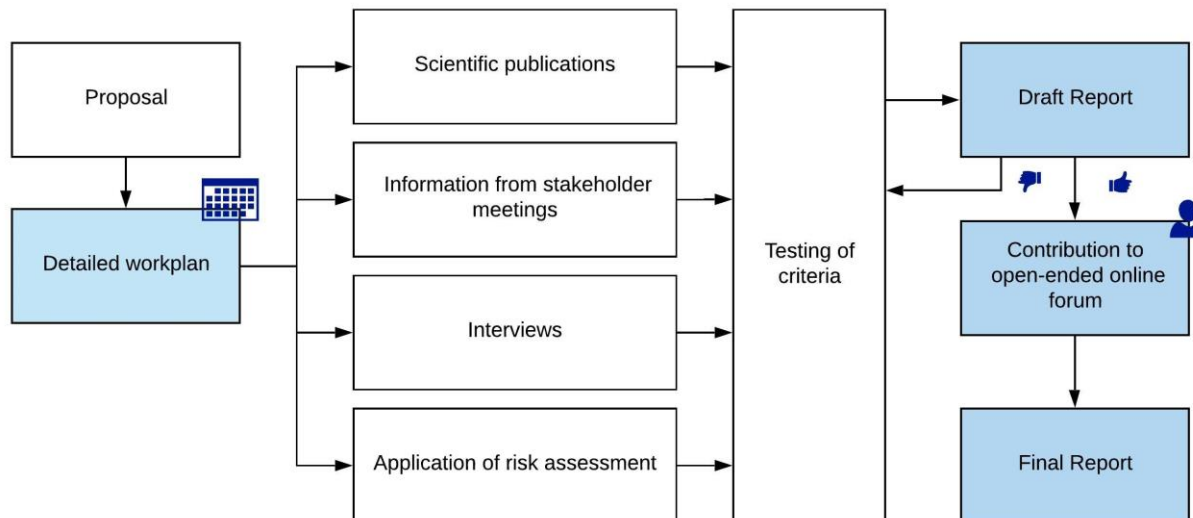 Proposal
Detailed workplan
Scientific publications
Information from stakeholder
meetings
Interviews
Application of risk assessment
Testing of
criteria
Draft Report
Contribution to
open-ended online
forum
Final Report